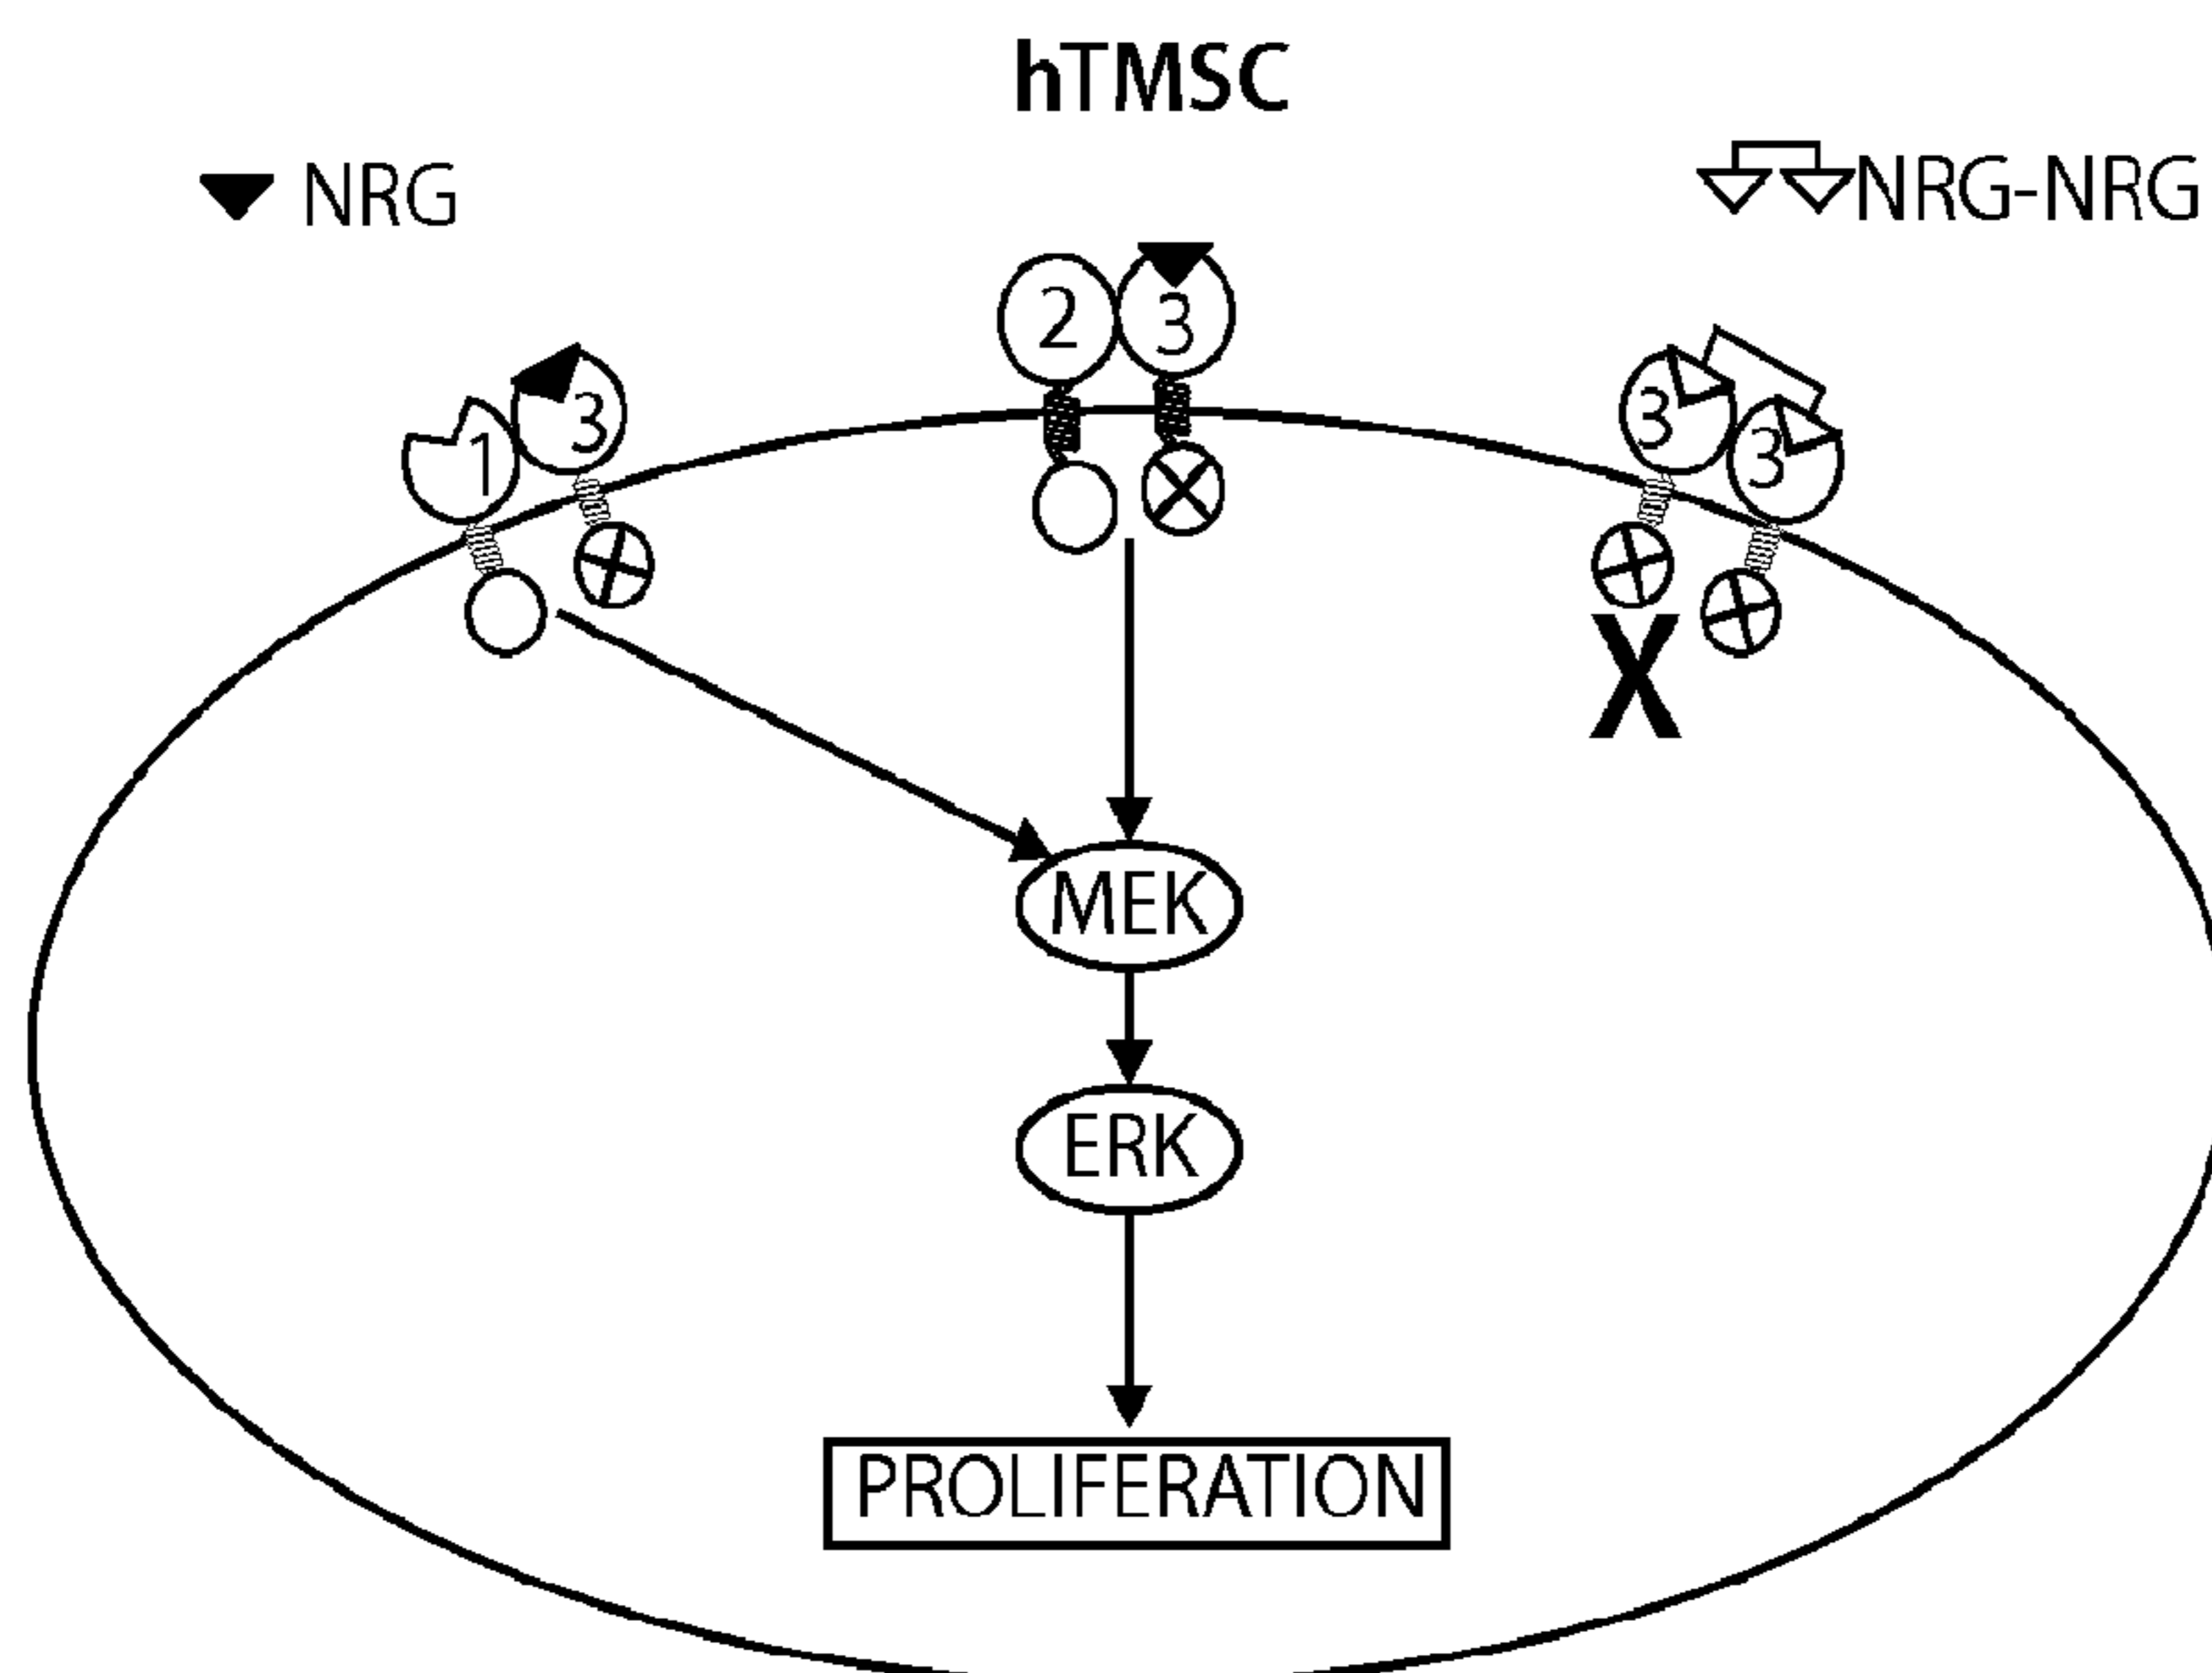 hTMSC
NRG
NRG-NRG
2
3
1
3
3
3
X
MEK
ERK
PROLIFERATION